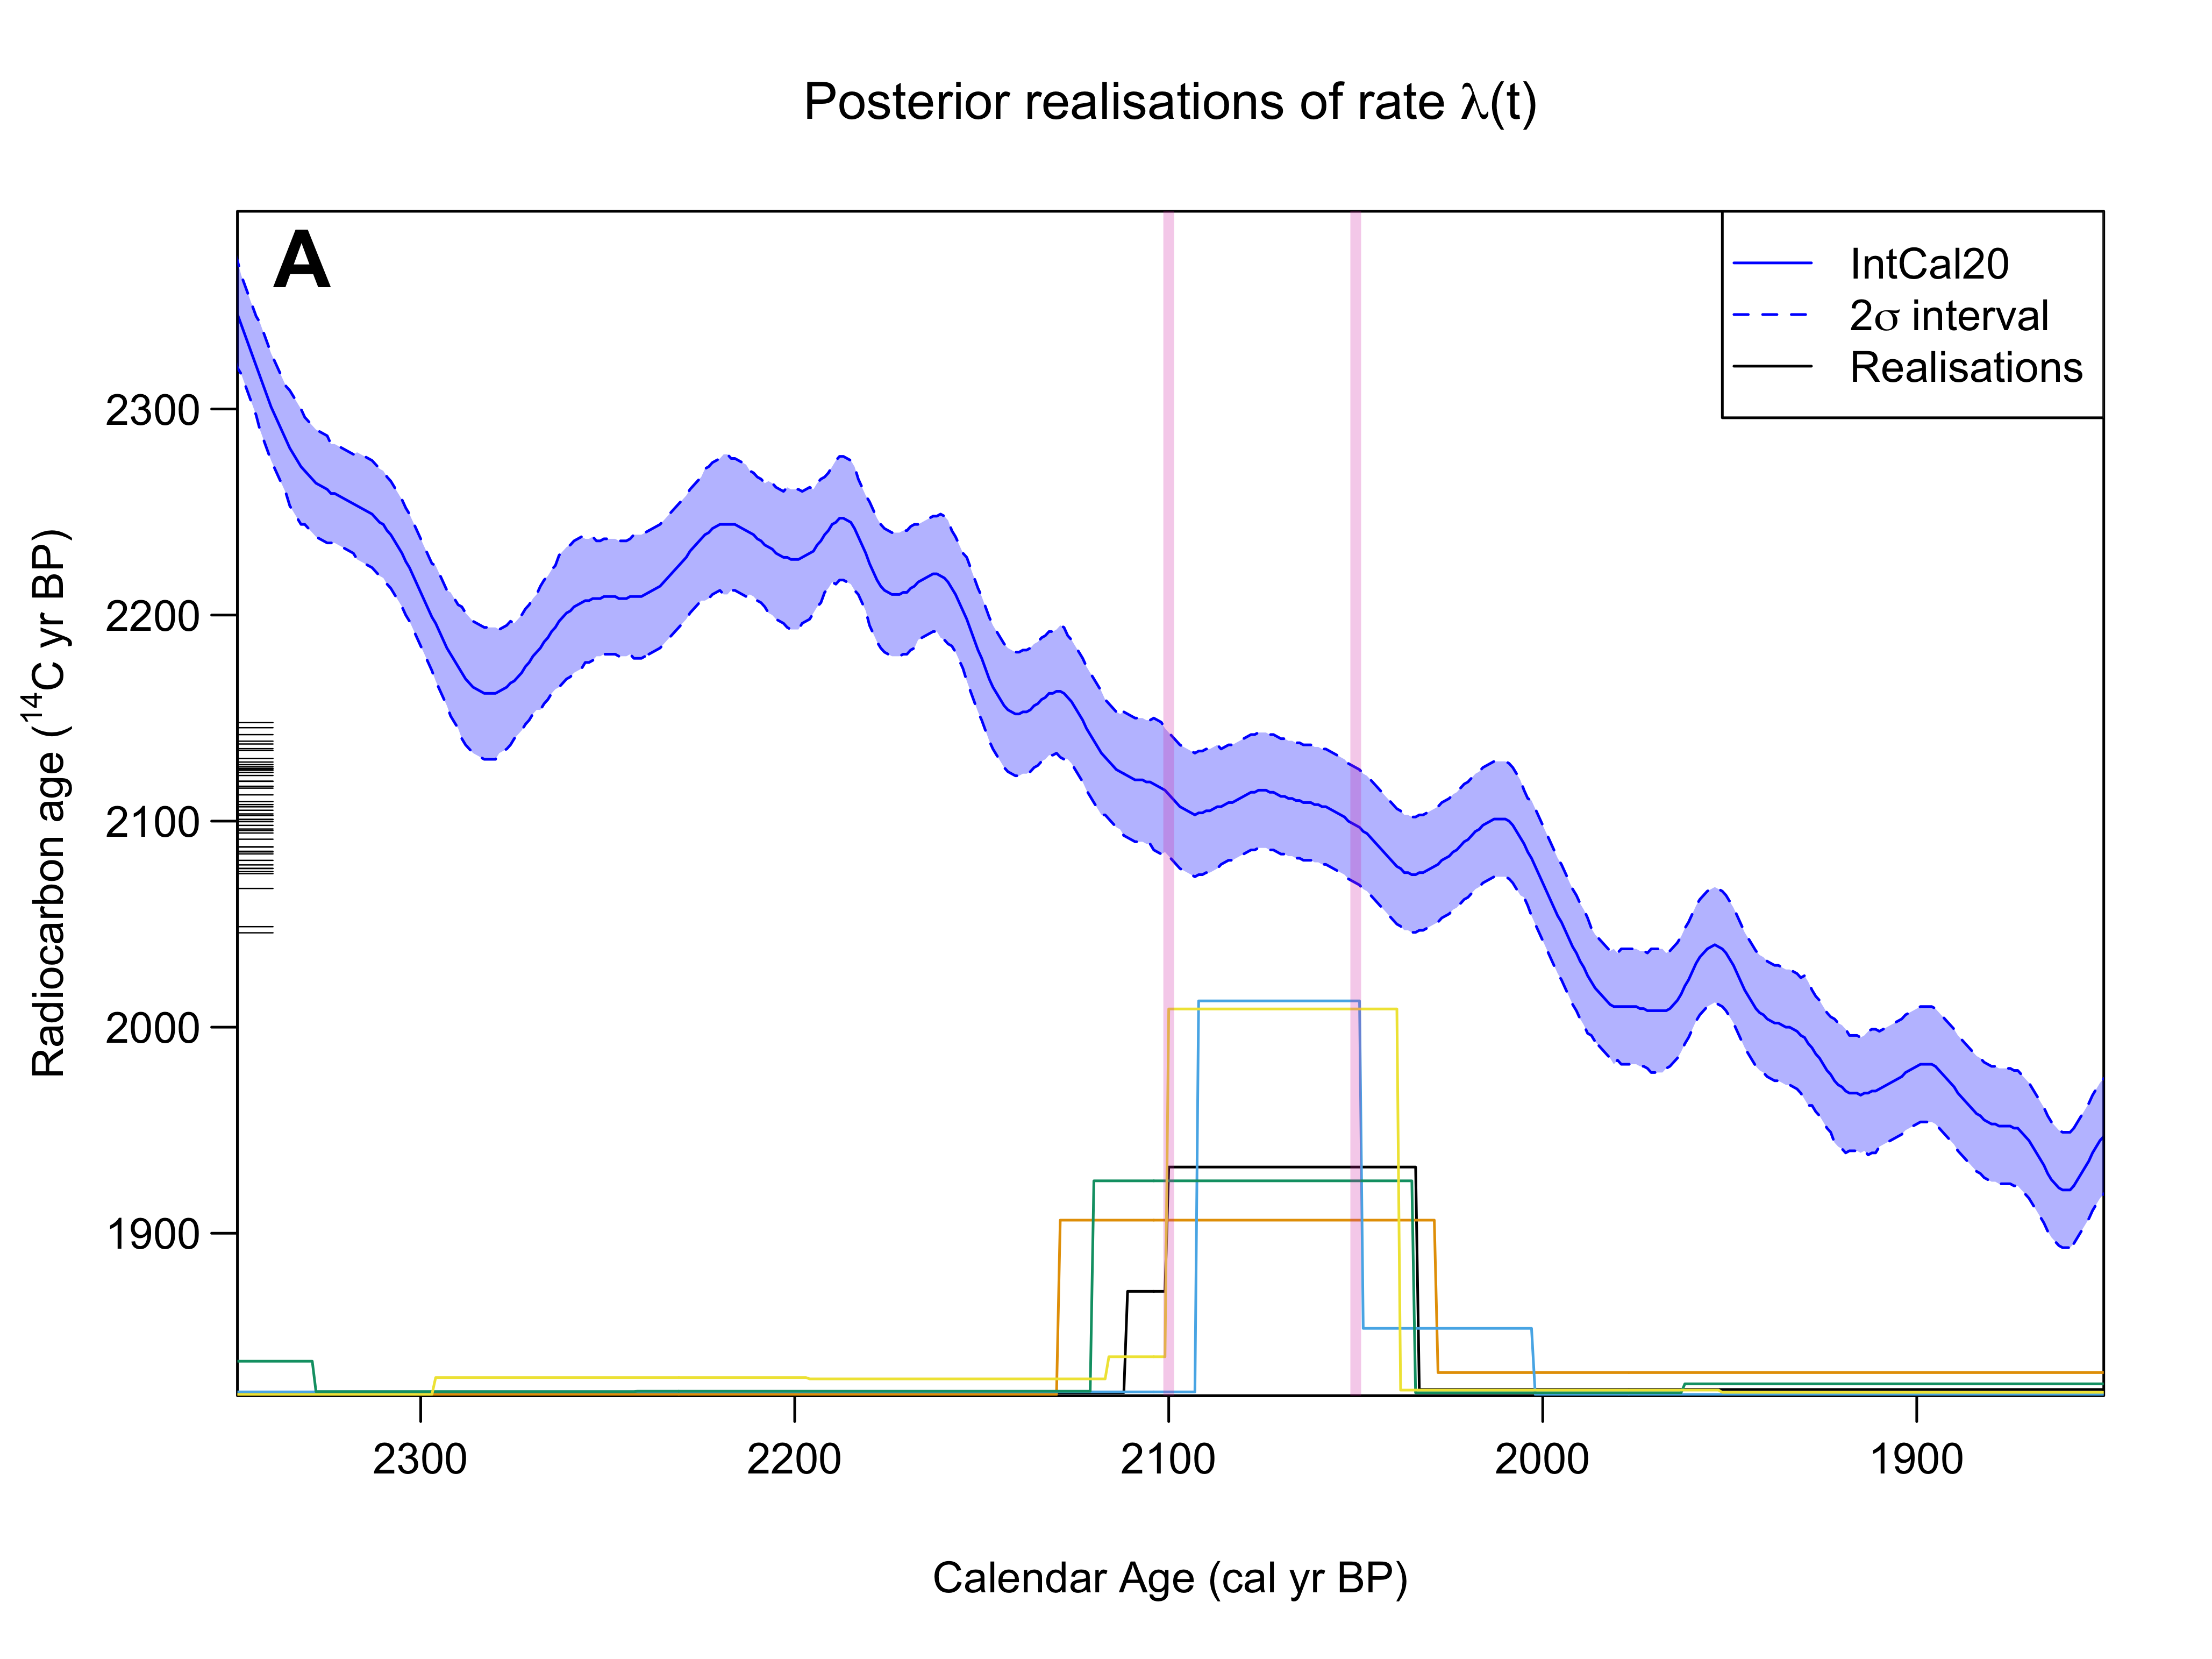 Posterior realisations of rate λ(t)
A
IntCal20
2σ interval
Realisations
Radiocarbon age (¹⁴C yr BP)
2300
2200
2100
2000
1900
2300 2200 2100 2000 1900
Calendar Age (cal yr BP)